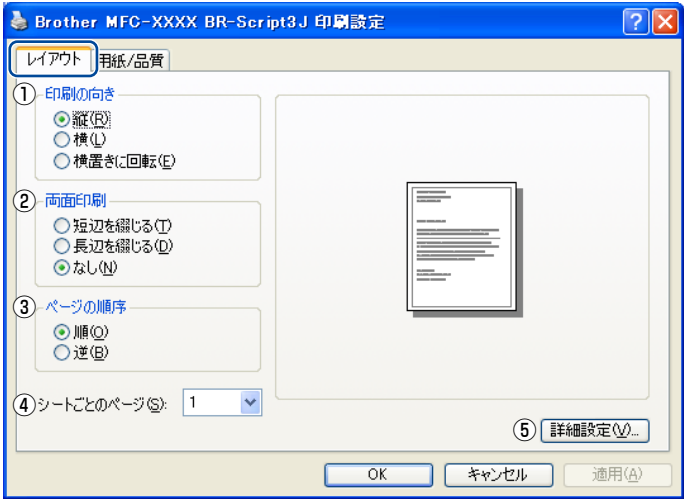 Brother MFC-XXXX BR-Script3J 印刷設定
レイアウト 用紙/品質
① 印刷の向き
縦(R)
横(L)
横置きに回転(E)
② 両面印刷
短辺を綴じる(T)
長辺を綴じる(D)
なし(N)
③ ページの順序
順(O)
逆(B)
④ シートごとのページ(S): 1
⑤ 詳細設定(V)...
OK キャンセル 適用(A)